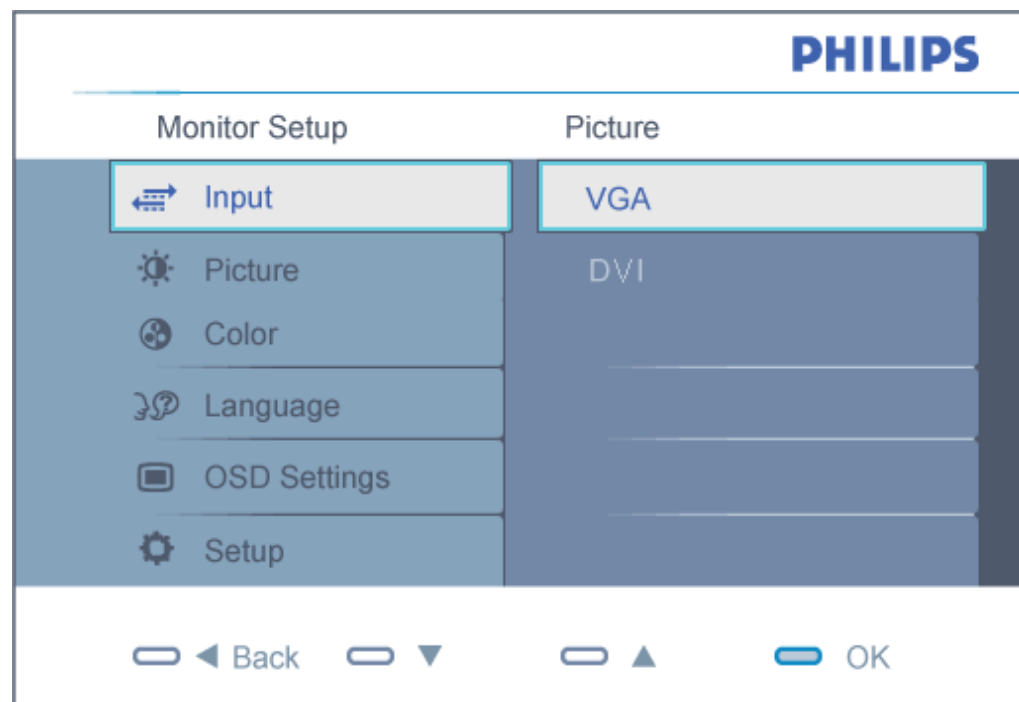 PHILIPS
Monitor Setup
Picture
Input
VGA
Picture
DVI
Color
Language
OSD Settings
Setup
Back
OK